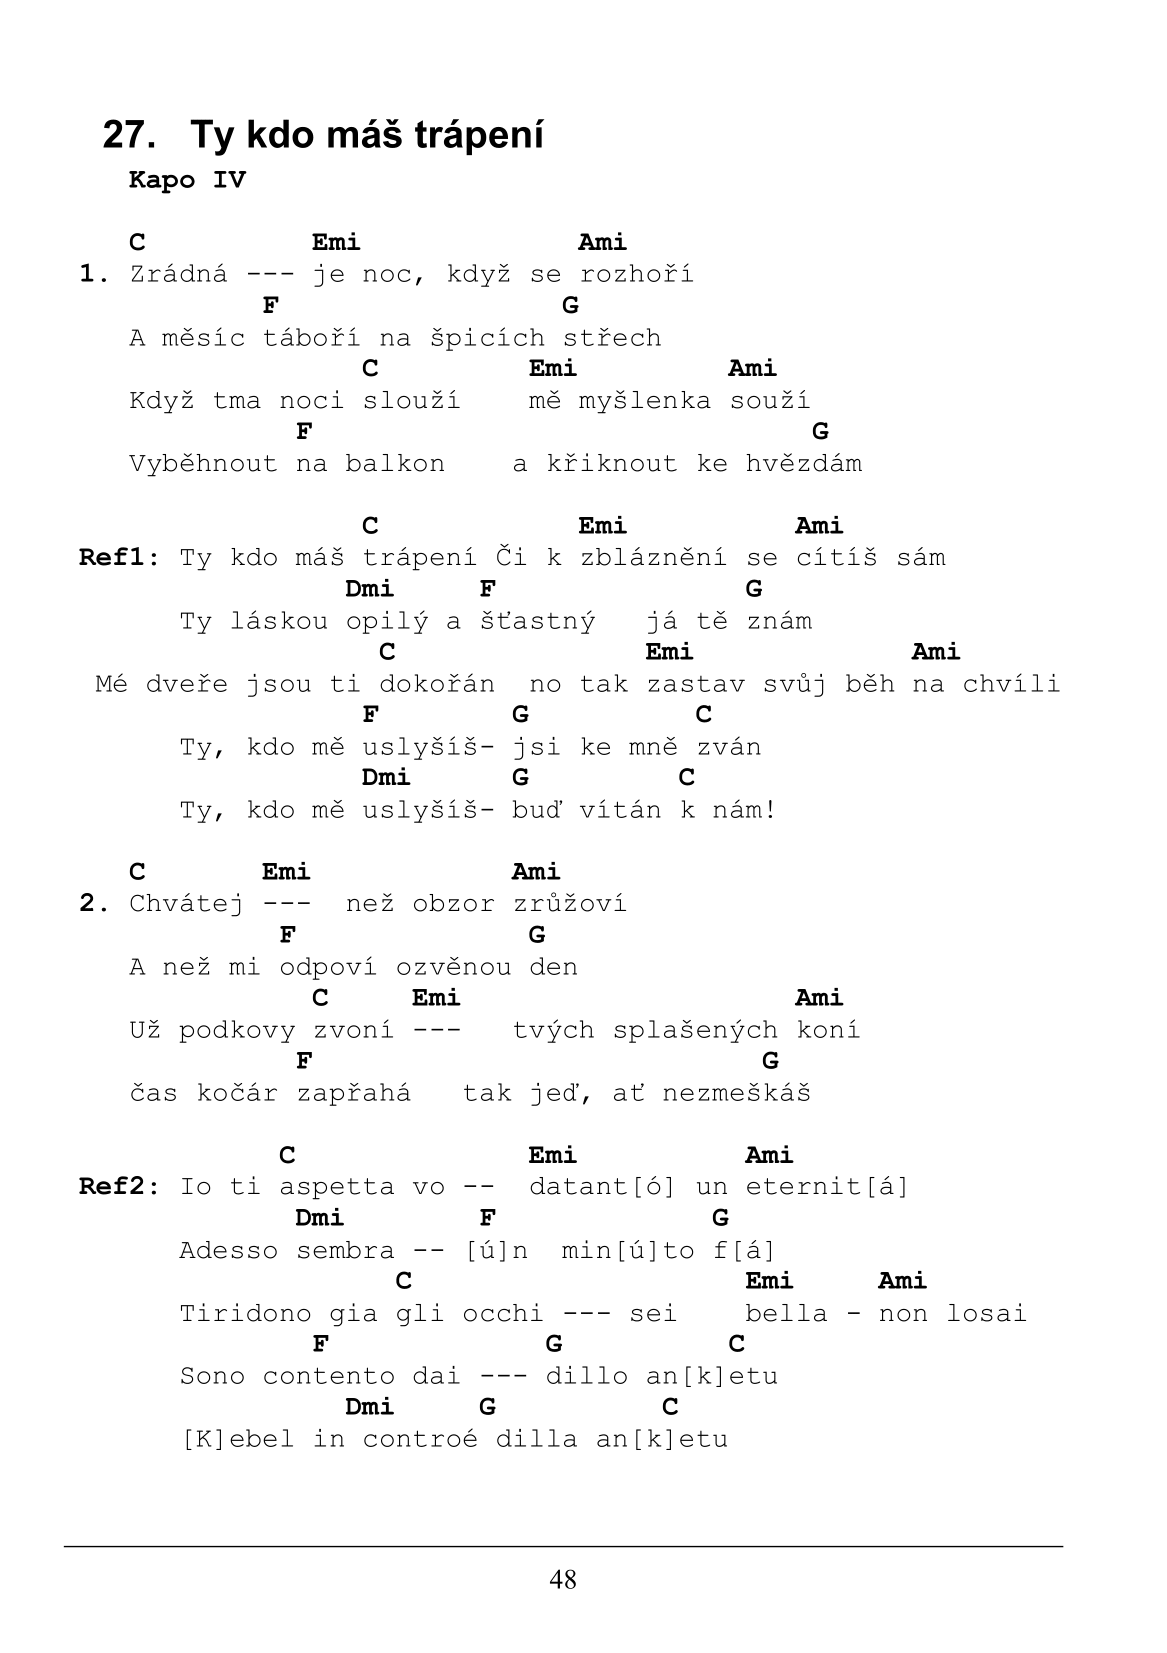 27. Ty kdo máš trápení
Kapo IV
C Emi Ami
1. Zrádná --- je noc, když se rozhoří
F G
A měsíc táboří na špicích střech
C Emi Ami
Když tma noci slouží mě myšlenka souží
F G
Vyběhnout na balkon a křiknout ke hvězdám
C Emi Ami
Ref1: Ty kdo máš trápení Či k zbláznění se cítíš sám
Dmi F G
Ty láskou opilý a šťastný já tě znám
C Emi Ami
Mé dveře jsou ti dokořán no tak zastav svůj běh na chvíli
F G C
Ty, kdo mě uslyšíš- jsi ke mně zván
Dmi G C
Ty, kdo mě uslyšíš- buď vítán k nám!
C Emi Ami
2. Chvátej --- než obzor zrůžoví
F G
A než mi odpoví ozvěnou den
C Emi Ami
Už podkovy zvoní --- tvých splašených koní
F G
čas kočár zapřahá tak jeď, ať nezmeškáš
C Emi Ami
Ref2: Io ti aspetta vo -- datant[ó] un eternit[á]
Dmi F G
Adesso sembra -- [ú]n min[ú]to f[á]
C Emi Ami
Tiridono gia gli occhi --- sei bella - non losai
F G C
Sono contento dai --- dillo an[k]etu
Dmi G C
[K]ebel in controé dilla an[k]etu
48